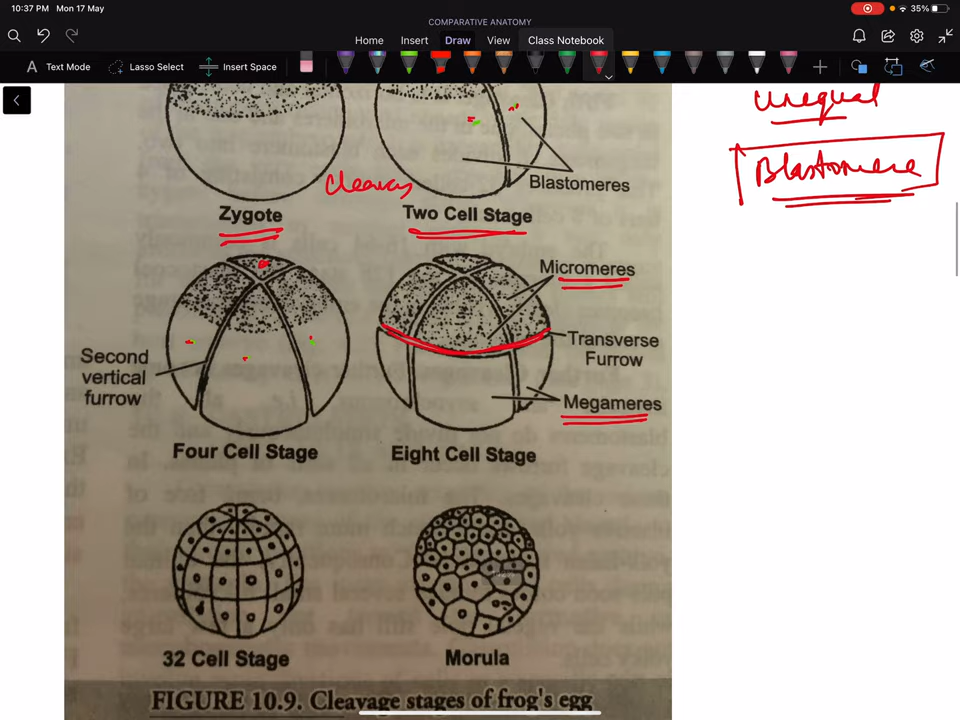 10:37 PM Mon 17 May
35%
COMPARATIVE ANATOMY
Home Insert Draw View Class Notebook
Text Mode Lasso Select Insert Space
unequal
Blastomere
Blastomeres
Cleavag
Zygote
Two Cell Stage
Micromeres
Transverse
Furrow
Second
vertical
furrow
Megameres
Four Cell Stage
Eight Cell Stage
32 Cell Stage
Morula
FIGURE 10.9. Cleavage stages of frog's egg